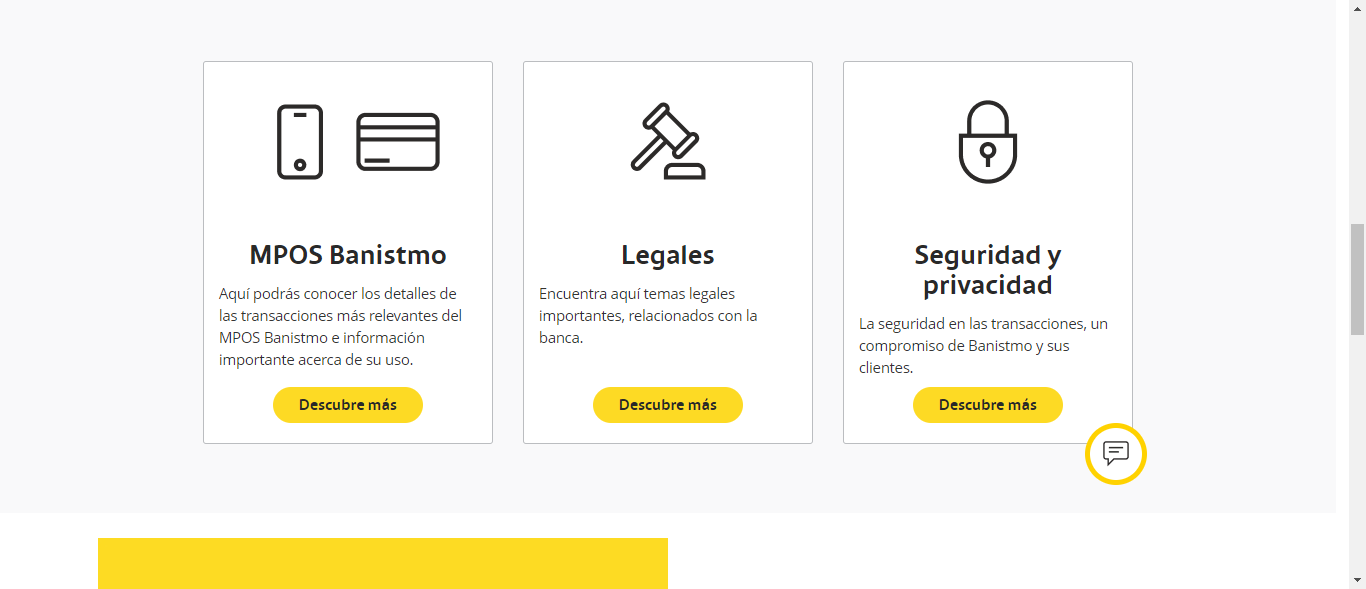 MPOS Banistmo
Aquí podrás conocer los detalles de
las transacciones más relevantes del
MPOS Banistmo e información
importante acerca de su uso.
Descubre más
Legales
Encuentra aquí temas legales
importantes, relacionados con la
banca.
Descubre más
Seguridad y
privacidad
La seguridad en las transacciones, un
compromiso de Banistmo y sus
clientes.
Descubre más